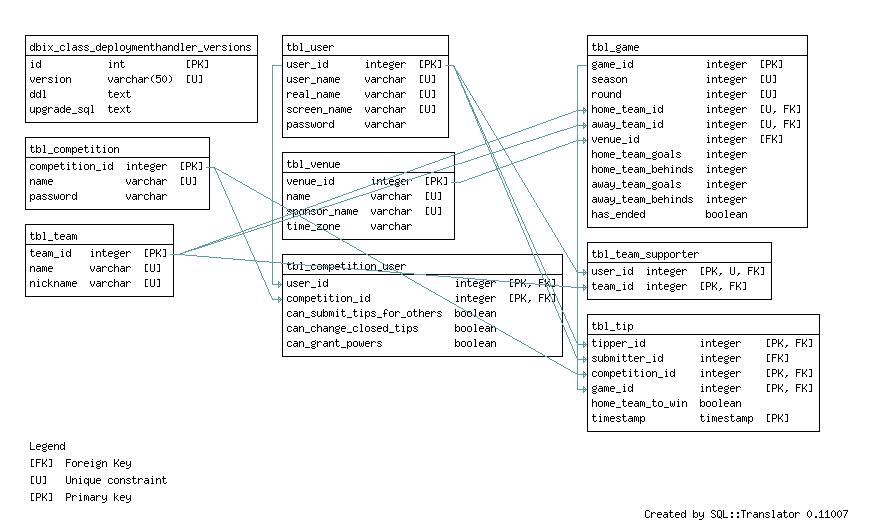 dbix_class_deploymenthandler_versions
id int [PK]
version varchar(50) [U]
ddl text
upgrade_sql text
tbl_competition
competition_id integer [PK]
name varchar [U]
password varchar
tbl_team
team_id integer [PK]
name varchar [U]
nickname varchar [U]
tbl_user
user_id integer [PK]
user_name varchar [U]
real_name varchar [U]
screen_name varchar [U]
password varchar
tbl_venue
venue_id integer [PK]
name varchar [U]
sponsor_name varchar [U]
time_zone varchar
tbl_competition_user
user_id integer [PK, FK]
competition_id integer [PK, FK]
can_submit_tips_for_others boolean
can_change_closed_tips boolean
can_grant_powers boolean
tbl_game
game_id integer [PK]
season integer [U]
round integer [U]
home_team_id integer [U, FK]
away_team_id integer [U, FK]
venue_id integer [FK]
home_team_goals integer
home_team_behinds integer
away_team_goals integer
away_team_behinds integer
has_ended boolean
tbl_team_supporter
user_id integer [PK, U, FK]
team_id integer [PK, FK]
tbl_tip
tipper_id integer [PK, FK]
submitter_id integer [FK]
competition_id integer [PK, FK]
game_id integer [PK, FK]
home_team_to_win boolean
timestamp timestamp [PK]
Legend
[FK] Foreign Key
[U] Unique constraint
[PK] Primary key
Created by SQL::Translator 0.11007